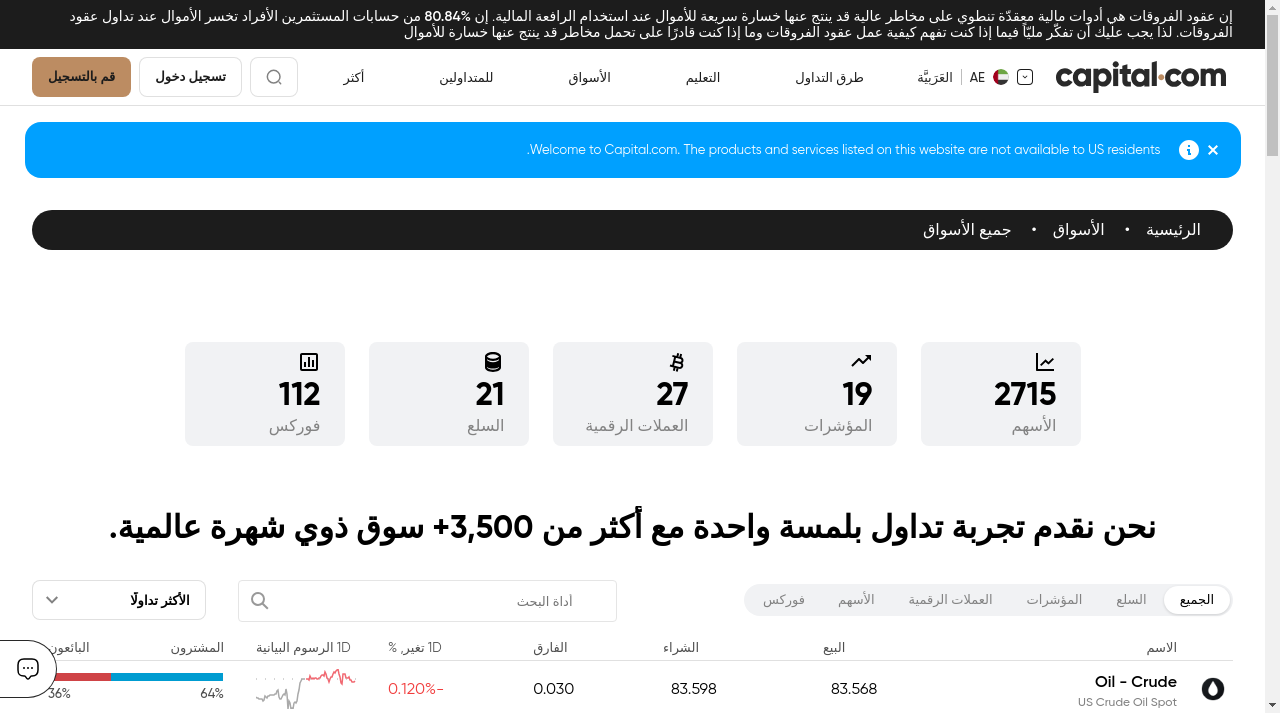 إن عقود الفروقات هي أدوات مالية معقدّة تنطوي على مخاطر عالية قد ينتج عنها خسارة سريعة للأموال عند استخدام الرافعة المالية. إن 80.84% من حسابات المستثمرين الأفراد تخسر الأموال عند تداول عقود
الفروقات. لذا يجب عليك أن تفكّر مليّاً فيما إذا كنت تفهم كيفية عمل عقود الفروقات وما إذا كنت قادرًا على تحمل مخاطر قد ينتج عنها خسارة للأموال
capital.com
AE العَرَبيَّة طرق التداول التعليم الأسواق للمتداولين أكثر تسجيل دخول قم بالتسجيل
Welcome to Capital.com. The products and services listed on this website are not available to US residents.
الرئيسية • الأسواق • جميع الأسواق
2715 19 27 21 112
الأسهم المؤشرات العملات الرقمية السلع فوركس
نحن نقدم تجربة تداول بلمسة واحدة مع أكثر من 3,500+ سوق ذوي شهرة عالمية.
الجميع السلع المؤشرات العملات الرقمية الأسهم فوركس أداة البحث الأكثر تداولًا
الاسم البيع الشراء الفارق 1D تغير, % 1D الرسوم البيانية المشترون البائعون
Oil - Crude 83.568 83.598 0.030 -0.120%
US Crude Oil Spot 64% 36%